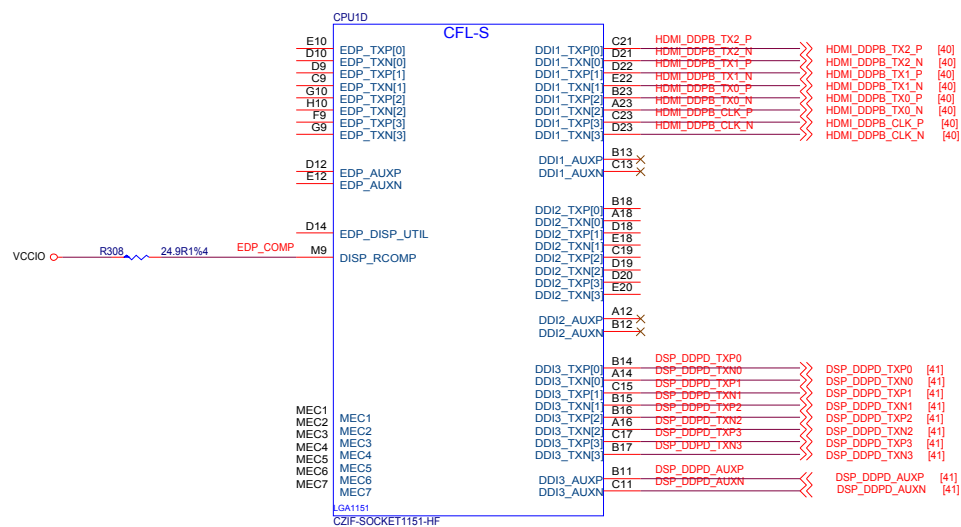 CPU1D
CFL-S
E10 EDP_TXP[0] DDI1_TXP[0] C21 HDMI_DDPB_TX2_P HDMI_DDPB_TX2_P [40]
D10 EDP_TXN[0] DDI1_TXN[0] D21 HDMI_DDPB_TX2_N HDMI_DDPB_TX2_N [40]
D9 EDP_TXP[1] DDI1_TXP[1] D22 HDMI_DDPB_TX1_P HDMI_DDPB_TX1_P [40]
C9 EDP_TXN[1] DDI1_TXN[1] E22 HDMI_DDPB_TX1_N HDMI_DDPB_TX1_N [40]
G10 EDP_TXP[2] DDI1_TXP[2] B23 HDMI_DDPB_TX0_P HDMI_DDPB_TX0_P [40]
H10 EDP_TXN[2] DDI1_TXN[2] A23 HDMI_DDPB_TX0_N HDMI_DDPB_TX0_N [40]
F9 EDP_TXP[3] DDI1_TXP[3] C23 HDMI_DDPB_CLK_P HDMI_DDPB_CLK_P [40]
G9 EDP_TXN[3] DDI1_TXN[3] D23 HDMI_DDPB_CLK_N HDMI_DDPB_CLK_N [40]
DDI1_AUXP B13
D12 EDP_AUXP DDI1_AUXN C13
E12 EDP_AUXN
DDI2_TXP[0] B18
DDI2_TXN[0] A18
D14 EDP_DISP_UTIL DDI2_TXP[1] D18
DDI2_TXN[1] E18
VCCIO R308 24.9R1%4 EDP_COMP M9 DISP_RCOMP DDI2_TXP[2] C19
DDI2_TXN[2] D19
DDI2_TXP[3] D20
DDI2_TXN[3] E20
DDI2_AUXP A12
DDI2_AUXN B12
DDI3_TXP[0] B14 DSP_DDPD_TXP0 DSP_DDPD_TXP0 [41]
DDI3_TXN[0] A14 DSP_DDPD_TXN0 DSP_DDPD_TXN0 [41]
DDI3_TXP[1] C15 DSP_DDPD_TXP1 DSP_DDPD_TXP1 [41]
DDI3_TXN[1] B15 DSP_DDPD_TXN1 DSP_DDPD_TXN1 [41]
MEC1 MEC1 DDI3_TXP[2] B16 DSP_DDPD_TXP2 DSP_DDPD_TXP2 [41]
MEC2 MEC2 DDI3_TXN[2] A16 DSP_DDPD_TXN2 DSP_DDPD_TXN2 [41]
MEC3 MEC3 DDI3_TXP[3] C17 DSP_DDPD_TXP3 DSP_DDPD_TXP3 [41]
MEC4 MEC4 DDI3_TXN[3] B17 DSP_DDPD_TXN3 DSP_DDPD_TXN3 [41]
MEC5 MEC5
MEC6 MEC6 DDI3_AUXP B11 DSP_DDPD_AUXP DSP_DDPD_AUXP [41]
MEC7 MEC7 DDI3_AUXN C11 DSP_DDPD_AUXN DSP_DDPD_AUXN [41]
LGA1151
CZIF-SOCKET1151-HF